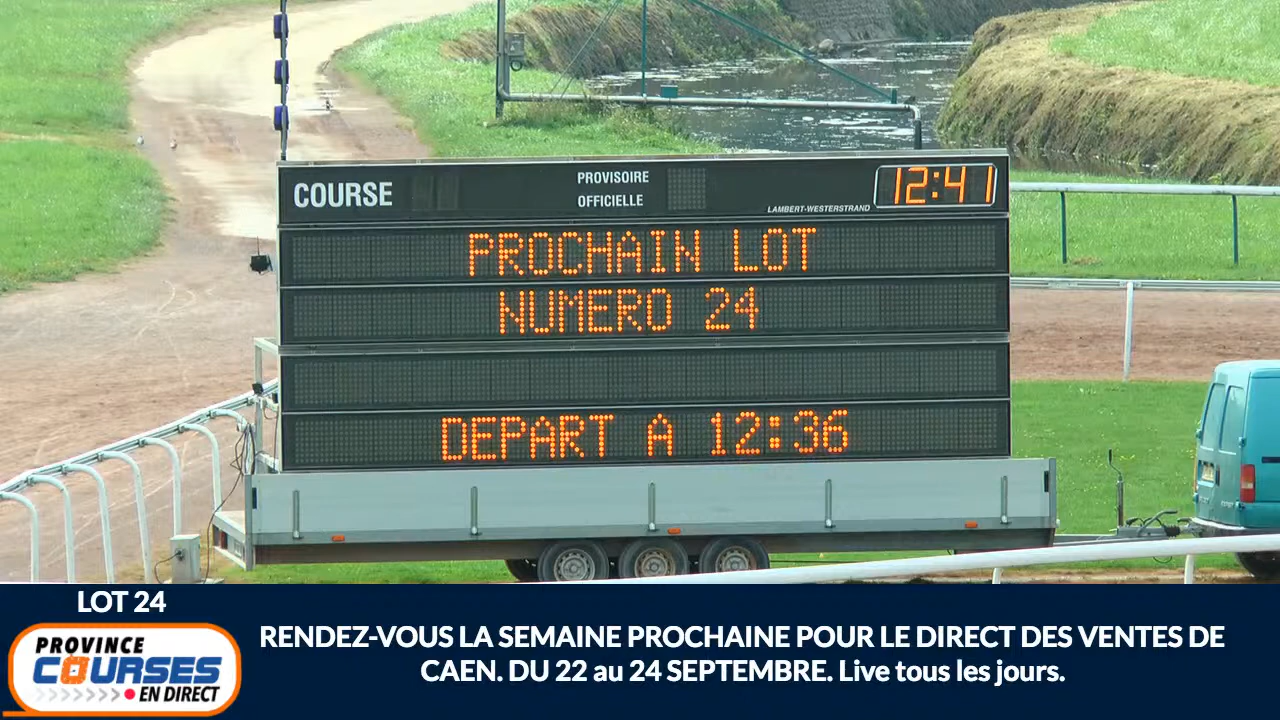 COURSE
PROVISOIRE
OFFICIELLE
LAMBERT-WESTERSTRAND
12:41
PROCHAIN LOT
NUMERO 24
DEPART A 12:36
LOT 24
PROVINCE
COURSES
EN DIRECT
RENDEZ-VOUS LA SEMAINE PROCHAINE POUR LE DIRECT DES VENTES DE
CAEN. DU 22 au 24 SEPTEMBRE. Live tous les jours.